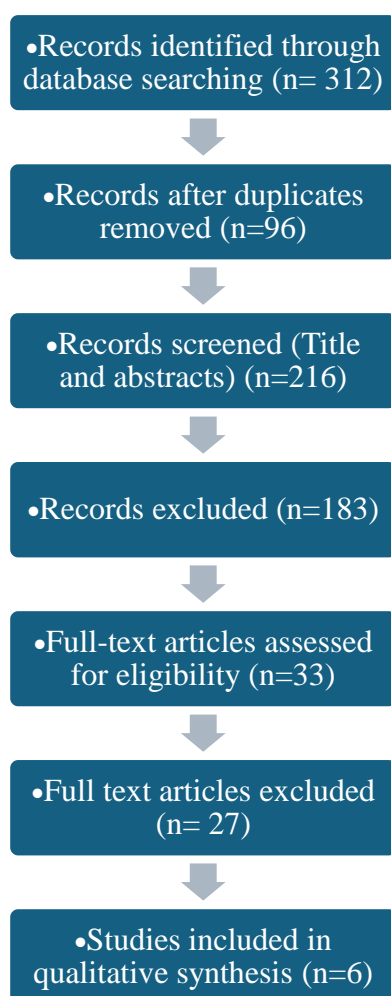 •Records identified through
database searching (n= 312)
•Records after duplicates
removed (n=96)
•Records screened (Title
and abstracts) (n=216)
•Records excluded (n=183)
•Full-text articles assessed
for eligibility (n=33)
•Full text articles excluded
(n= 27)
•Studies included in
qualitative synthesis (n=6)